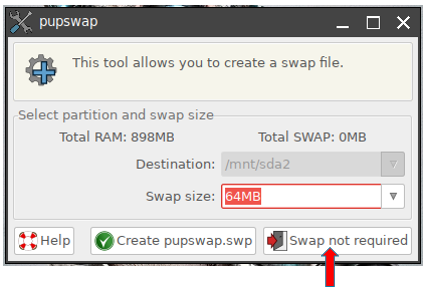 pupswap
This tool allows you to create a swap file.
Select partition and swap size
Total RAM: 898MB Total SWAP: 0MB
Destination: /mnt/sda2
Swap size: 64MB
Help Create pupswap.swp Swap not required